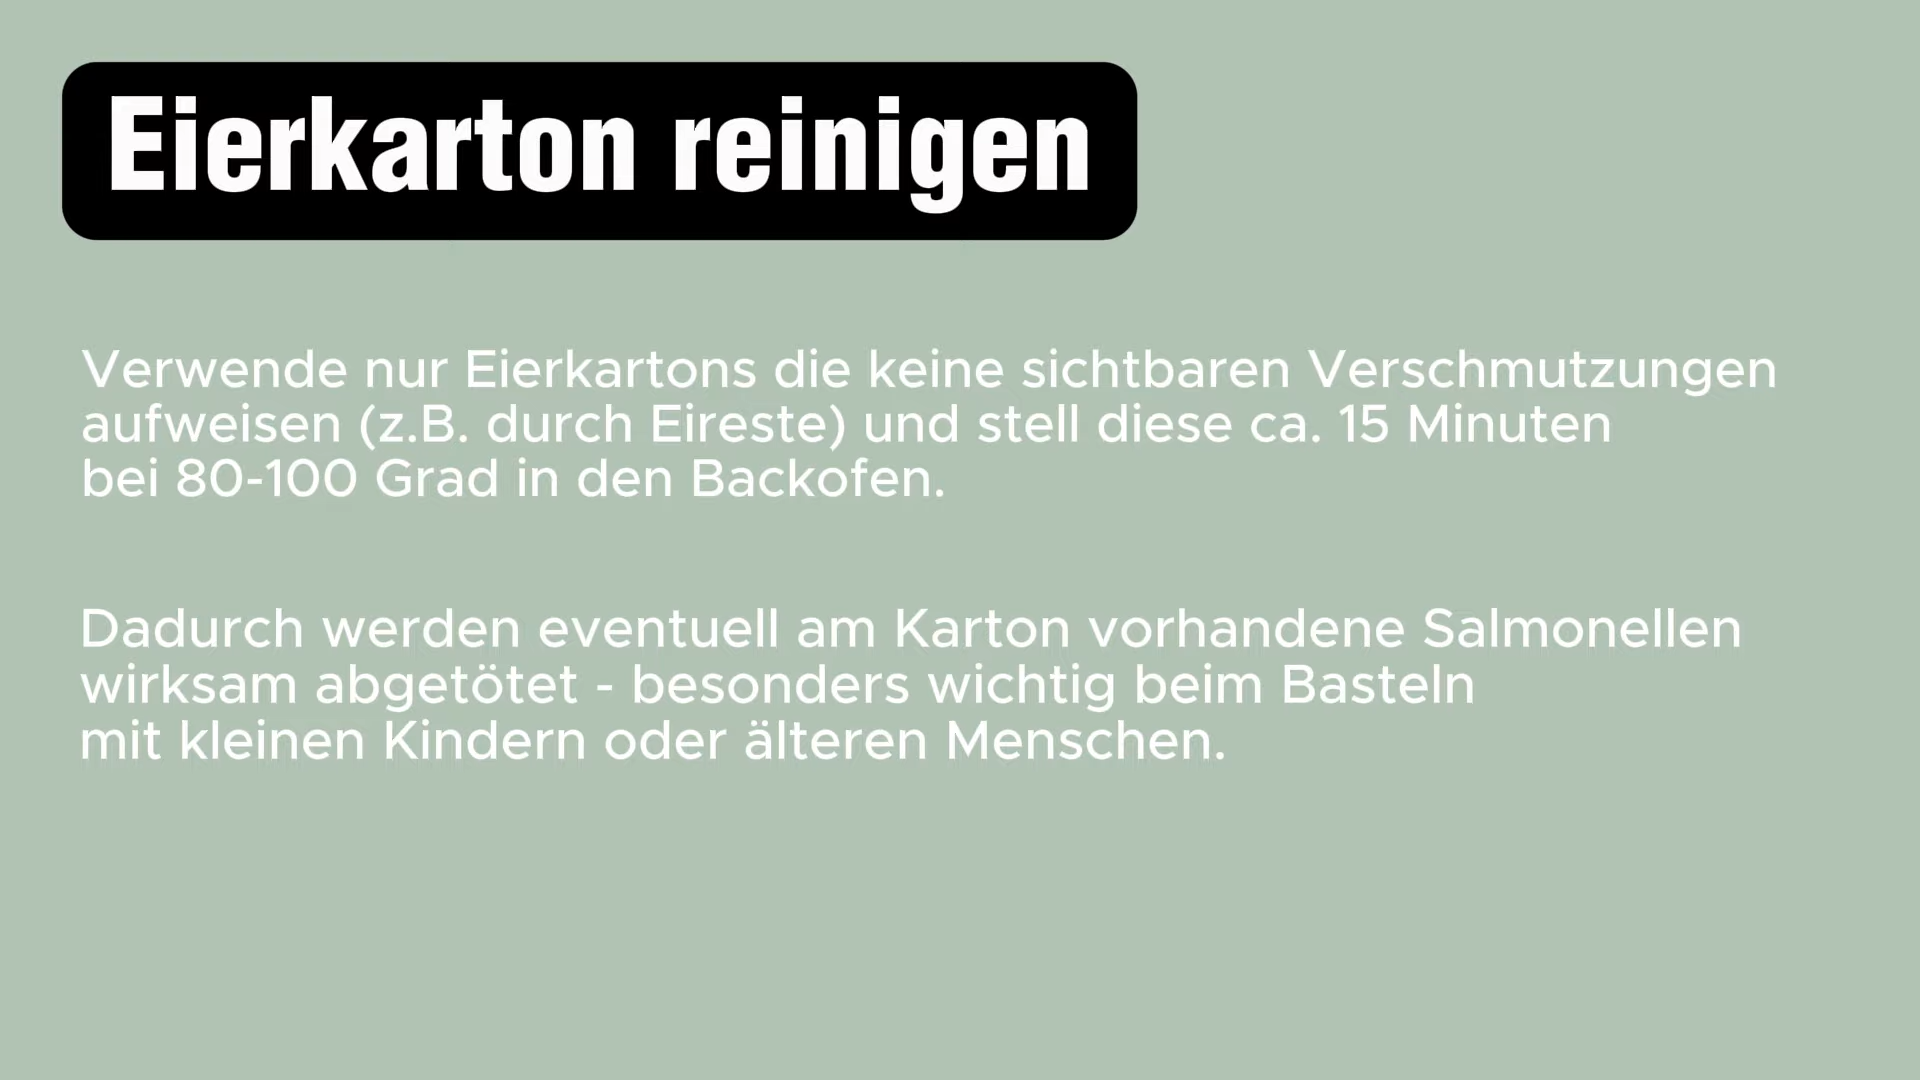 Eierkarton reinigen
Verwende nur Eierkartons die keine sichtbaren Verschmutzungen
aufweisen (z.B. durch Eireste) und stell diese ca. 15 Minuten
bei 80-100 Grad in den Backofen.
Dadurch werden eventuell am Karton vorhandene Salmonellen
wirksam abgetötet - besonders wichtig beim Basteln
mit kleinen Kindern oder älteren Menschen.